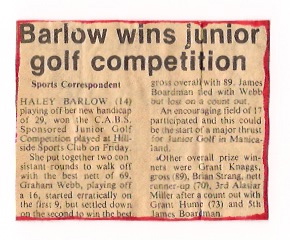 Barlow wins junior
golf competition
Sports Correspondent
HALEY BARLOW (14)
playing off her new handicap
of 29, won the C.A.B.S.
Sponsored Junior Golf
Competition played at Hill-
side Sports Club on Friday.
She put together two con
sistant rounds to walk off
with the best nett of 69.
Graham Webb, playing off
a 16, started erratically on
the first 9, but settled down
on the second to win the best
gross overall with 89. James
Boardman tied with Webb
but lost on a count out.
An encouraging field of 17
participated and this could
be the start of a major thrust
for Junior Golf in Manica-
land.
Other overall prize win-
ners were Grant Knaggs,
gross (89), Brian Strang, nett
runner-up (70), 3rd Alastair
Miller after a count out with
Grant Hunt (73) and 5th
James Boardman.